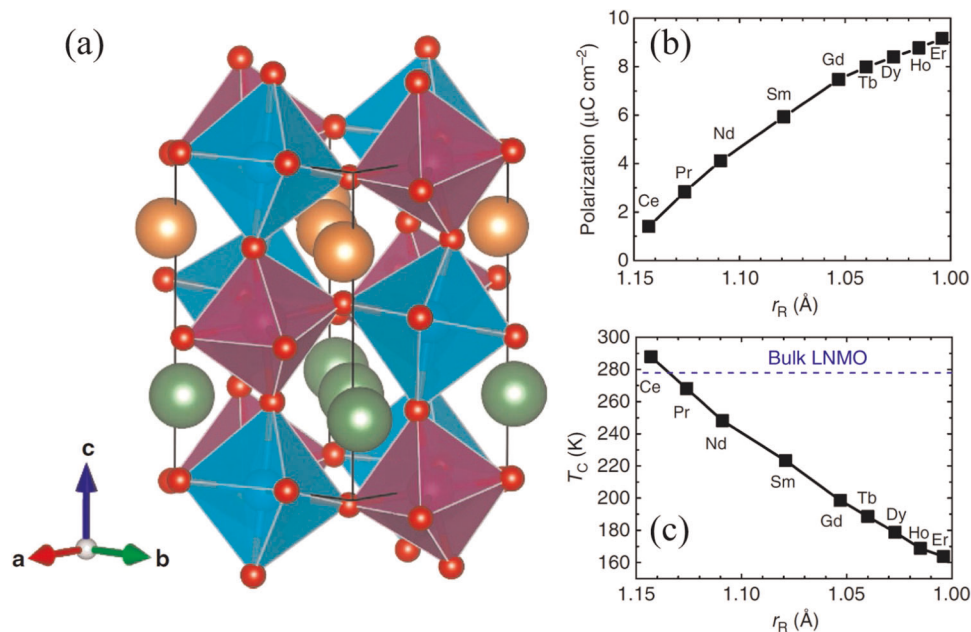 (a)
c
a
b
(b)
Polarization (μC cm⁻²)
10
8
6
4
2
0
Ce
Pr
Nd
Sm
Gd
Tb
Dy
Ho
Er
1.15
1.10
1.05
1.00
r_R (Å)
(c)
T_C (K)
300
280
260
240
220
200
180
160
Bulk LNMO
Ce
Pr
Nd
Sm
Gd
Tb
Dy
Ho
Er
1.15
1.10
1.05
1.00
r_R (Å)